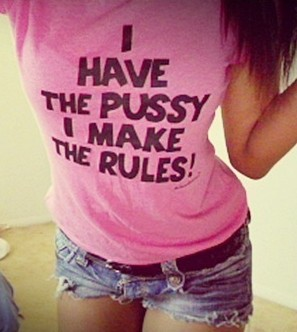 I
HAVE
THE PUSSY
I MAKE
THE RULES!